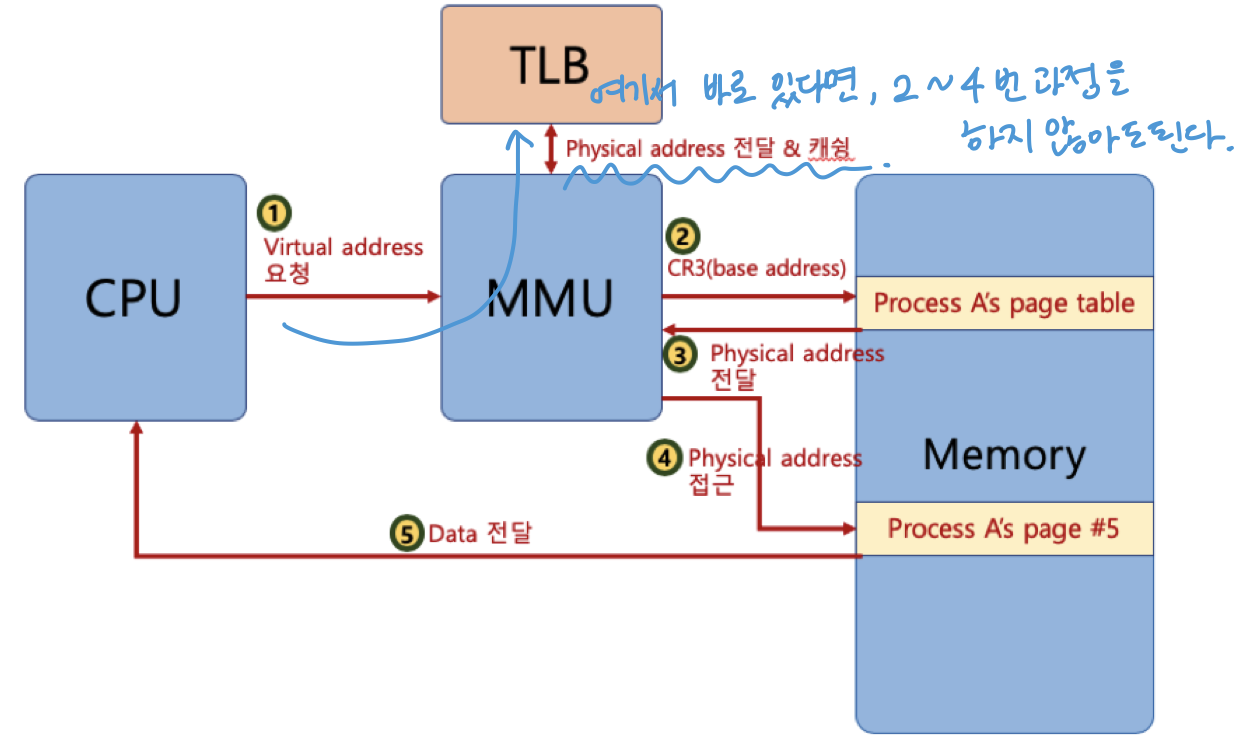 TLB
여기서 바로 있다면, 2~4번 과정을
하지 않아도된다.
Physical address 전달 & 캐슁
CPU
1
Virtual address
요청
MMU
2
CR3(base address)
Process A's page table
3
Physical address
전달
4
Physical address
접근
Memory
Process A's page #5
5
Data 전달